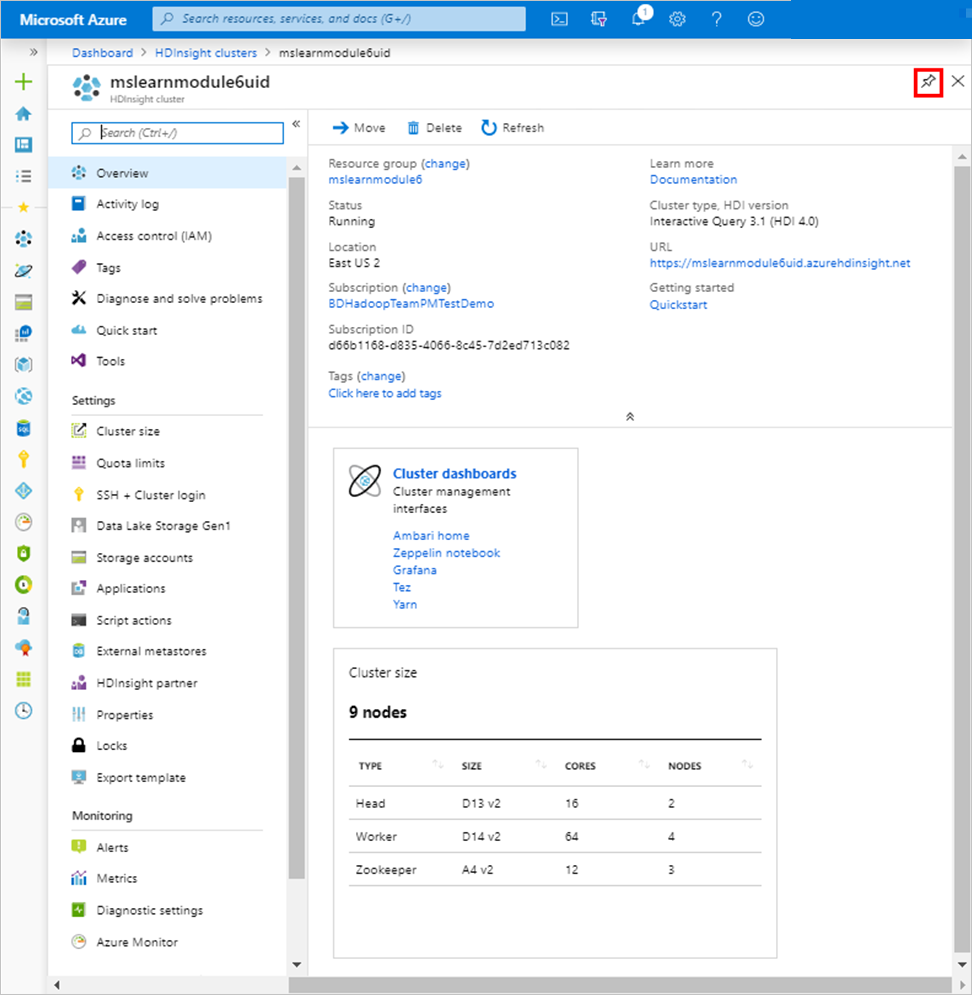 Microsoft Azure
Search resources, services, and docs (G+/)
1
Dashboard > HDInsight clusters > mslearnmodule6uid
mslearnmodule6uid
HDInsight cluster
Search (Ctrl+/)
Overview
Activity log
Access control (IAM)
Tags
Diagnose and solve problems
Quick start
Tools
Settings
Cluster size
Quota limits
SSH + Cluster login
Data Lake Storage Gen1
Storage accounts
Applications
Script actions
External metastores
HDInsight partner
Properties
Locks
Export template
Monitoring
Alerts
Metrics
Diagnostic settings
Azure Monitor
Move Delete Refresh
Resource group (change)
mslearnmodule6
Status
Running
Location
East US 2
Subscription (change)
BDHadoopTeamPMTestDemo
Subscription ID
d66b1168-d835-4066-8c45-7d2ed713c082
Tags (change)
Click here to add tags
Learn more
Documentation
Cluster type, HDI version
Interactive Query 3.1 (HDI 4.0)
URL
https://mslearnmodule6uid.azurehdinsight.net
Getting started
Quickstart
Cluster dashboards
Cluster management
interfaces
Ambari home
Zeppelin notebook
Grafana
Tez
Yarn
Cluster size
9 nodes
TYPE SIZE CORES NODES
Head D13 v2 16 2
Worker D14 v2 64 4
Zookeeper A4 v2 12 3